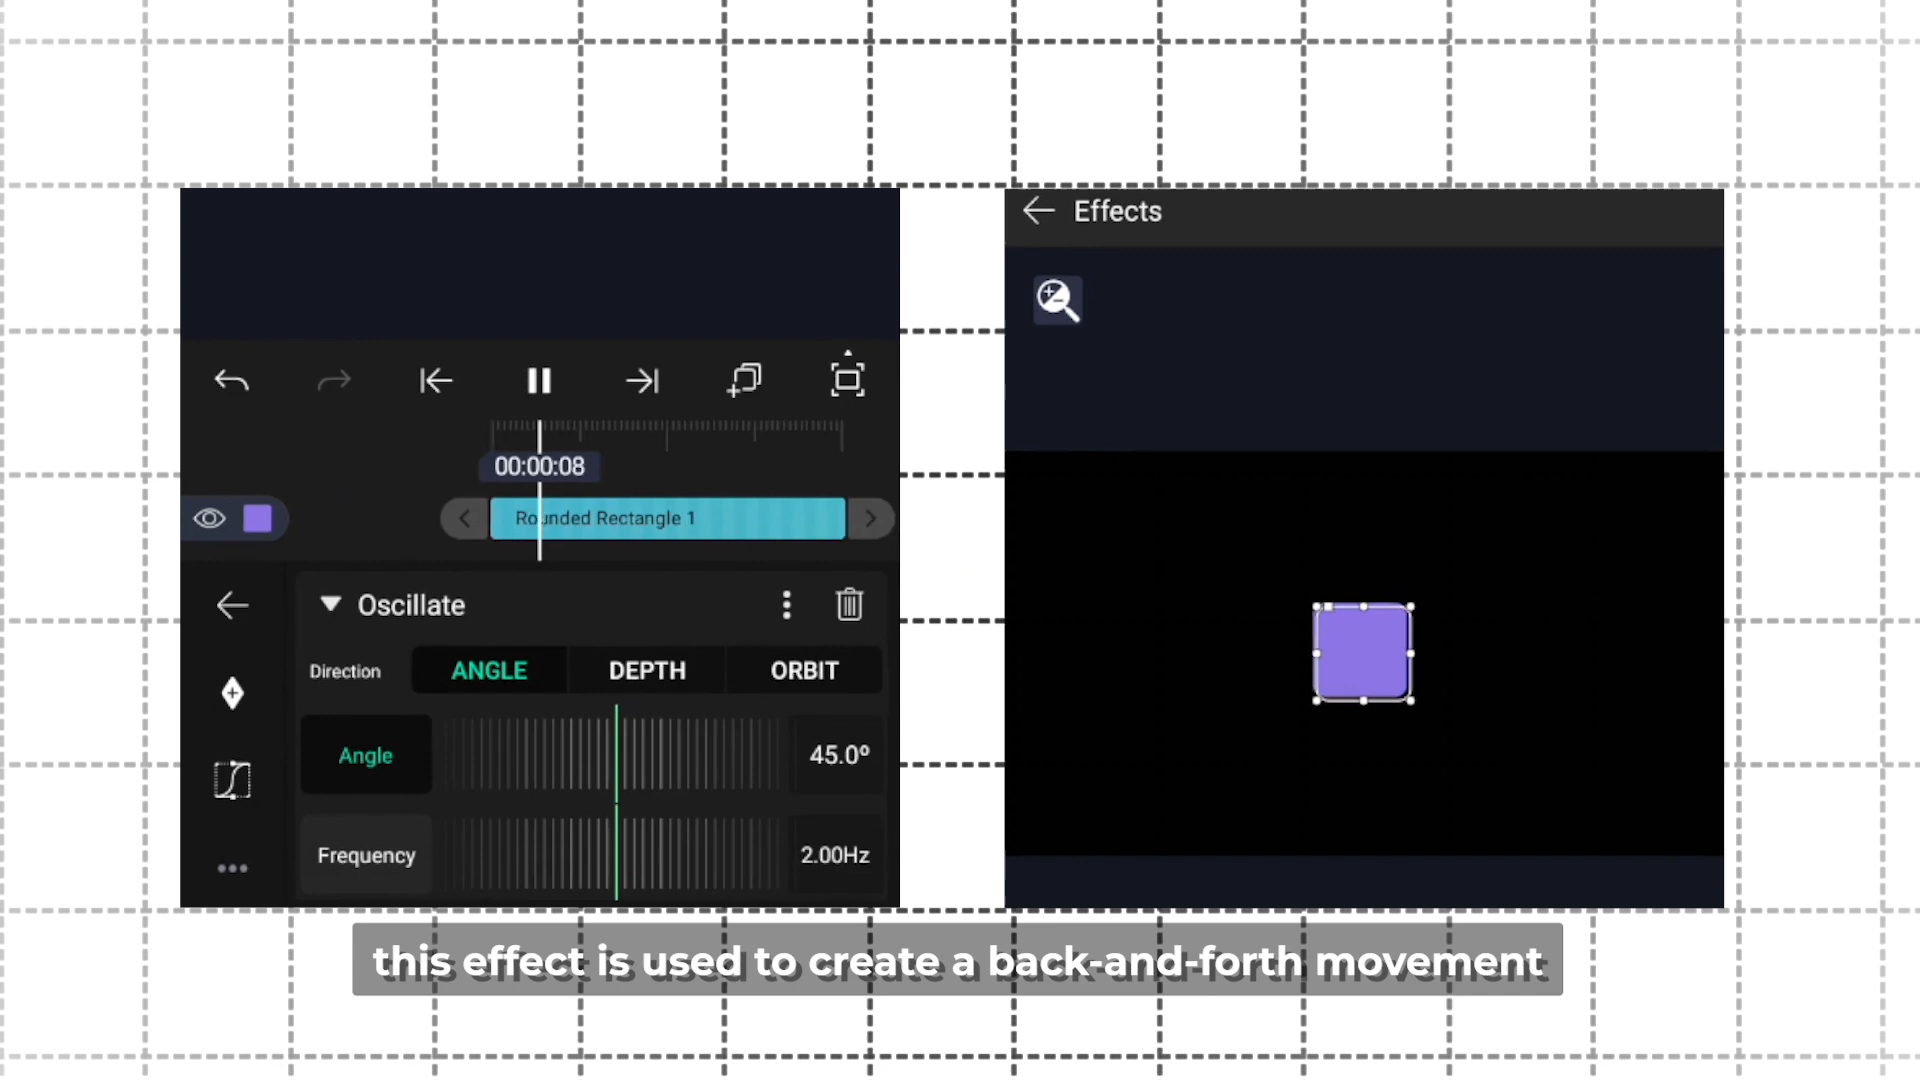 Effects
00:00:08
Rounded Rectangle 1
Oscillate
Direction ANGLE DEPTH ORBIT
Angle 45.0º
Frequency 2.00Hz
this effect is used to create a back-and-forth movement